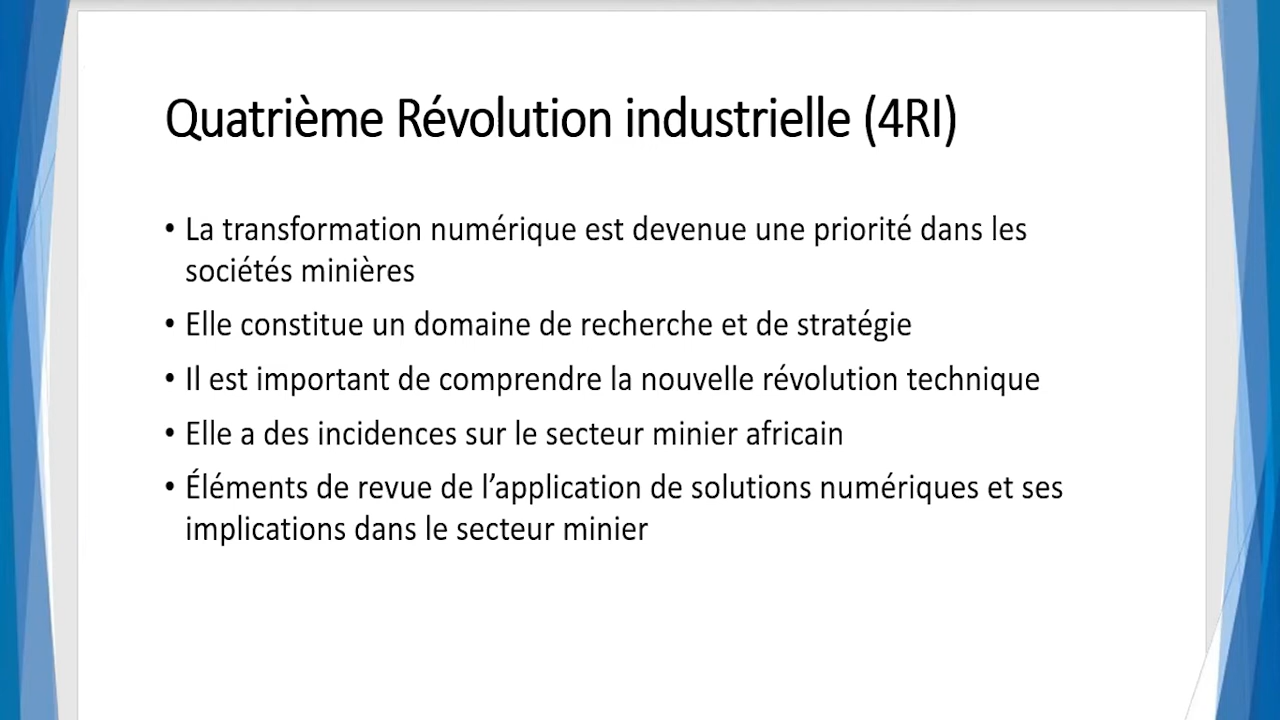 Quatrième Révolution industrielle (4RI)
• La transformation numérique est devenue une priorité dans les
sociétés minières
• Elle constitue un domaine de recherche et de stratégie
• Il est important de comprendre la nouvelle révolution technique
• Elle a des incidences sur le secteur minier africain
• Éléments de revue de l’application de solutions numériques et ses
implications dans le secteur minier